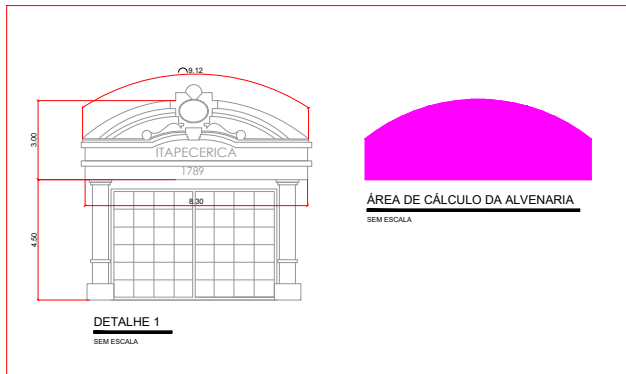 9.12
3.00
ITAPECERICA
1789
8.30
4.50
DETALHE 1
SEM ESCALA
ÁREA DE CÁLCULO DA ALVENARIA
SEM ESCALA